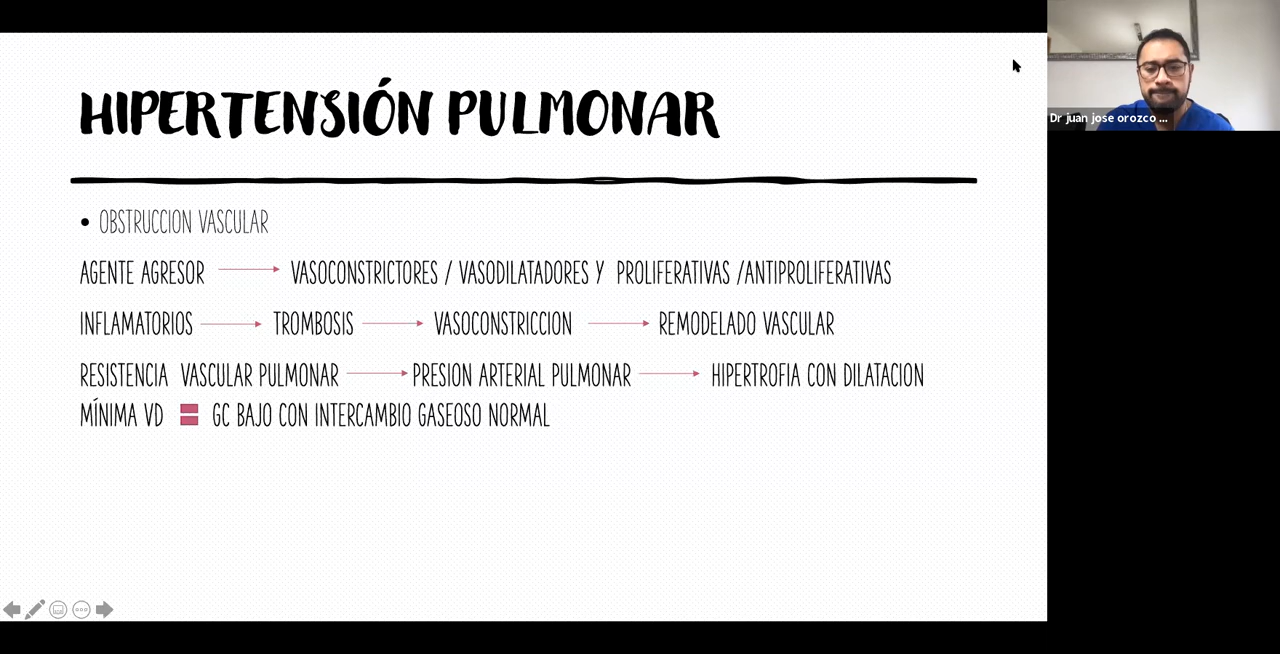 HIPERTENSIÓN PULMONAR
Dr juan jose orozco ...
• OBSTRUCCION VASCULAR
AGENTE AGRESOR VASOCONSTRICTORES / VASODILATADORES Y PROLIFERATIVAS /ANTIPROLIFERATIVAS
INFLAMATORIOS TROMBOSIS VASOCONSTRICCION REMODELADO VASCULAR
RESISTENCIA VASCULAR PULMONAR PRESION ARTERIAL PULMONAR HIPERTROFIA CON DILATACION
MÍNIMA VD = GC BAJO CON INTERCAMBIO GASEOSO NORMAL